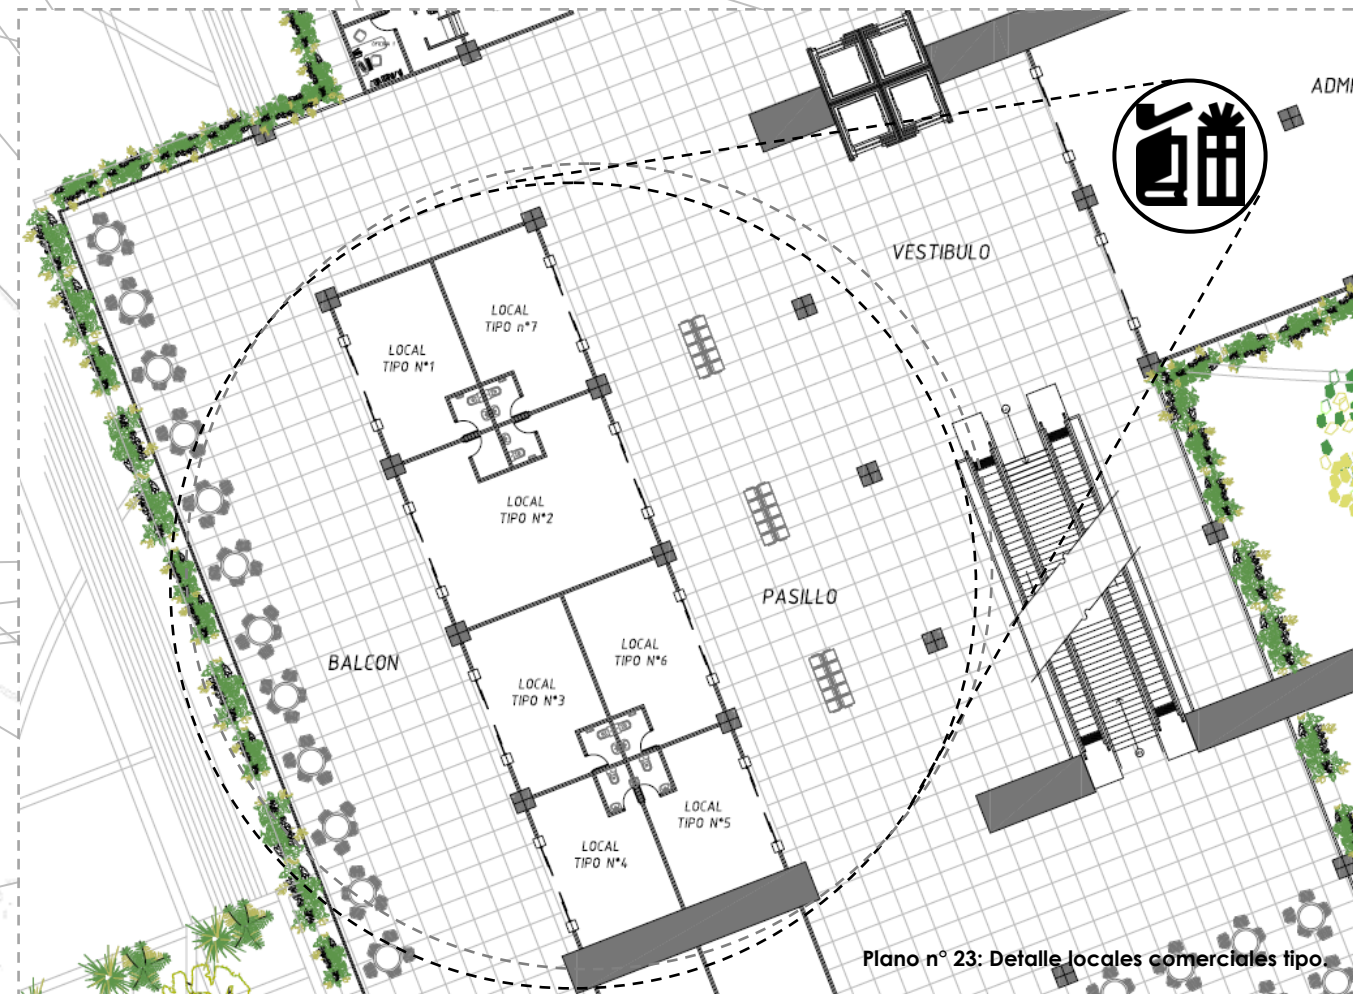 ADMI
VESTIBULO
LOCAL
TIPO n°7
LOCAL
TIPO N°1
LOCAL
TIPO N°2
PASILLO
LOCAL
TIPO N°6
BALCON
LOCAL
TIPO N°3
LOCAL
TIPO N°5
LOCAL
TIPO N°4
Plano n° 23: Detalle locales comerciales tipo.